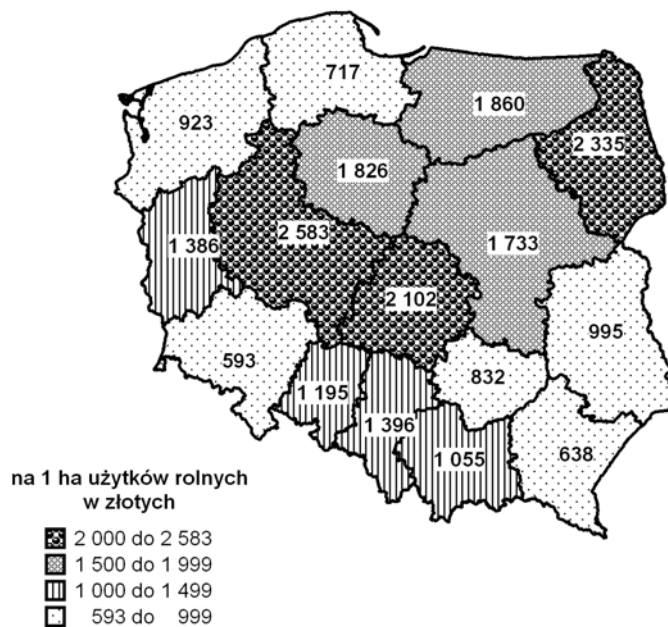 717
1 860
923
2 335
1 826
2 583
1 733
1 386
2 102
995
593
832
1 195
1 396
1 055
638
na 1 ha użytków rolnych
w złotych
2 000 do 2 583
1 500 do 1 999
1 000 do 1 499
593 do 999